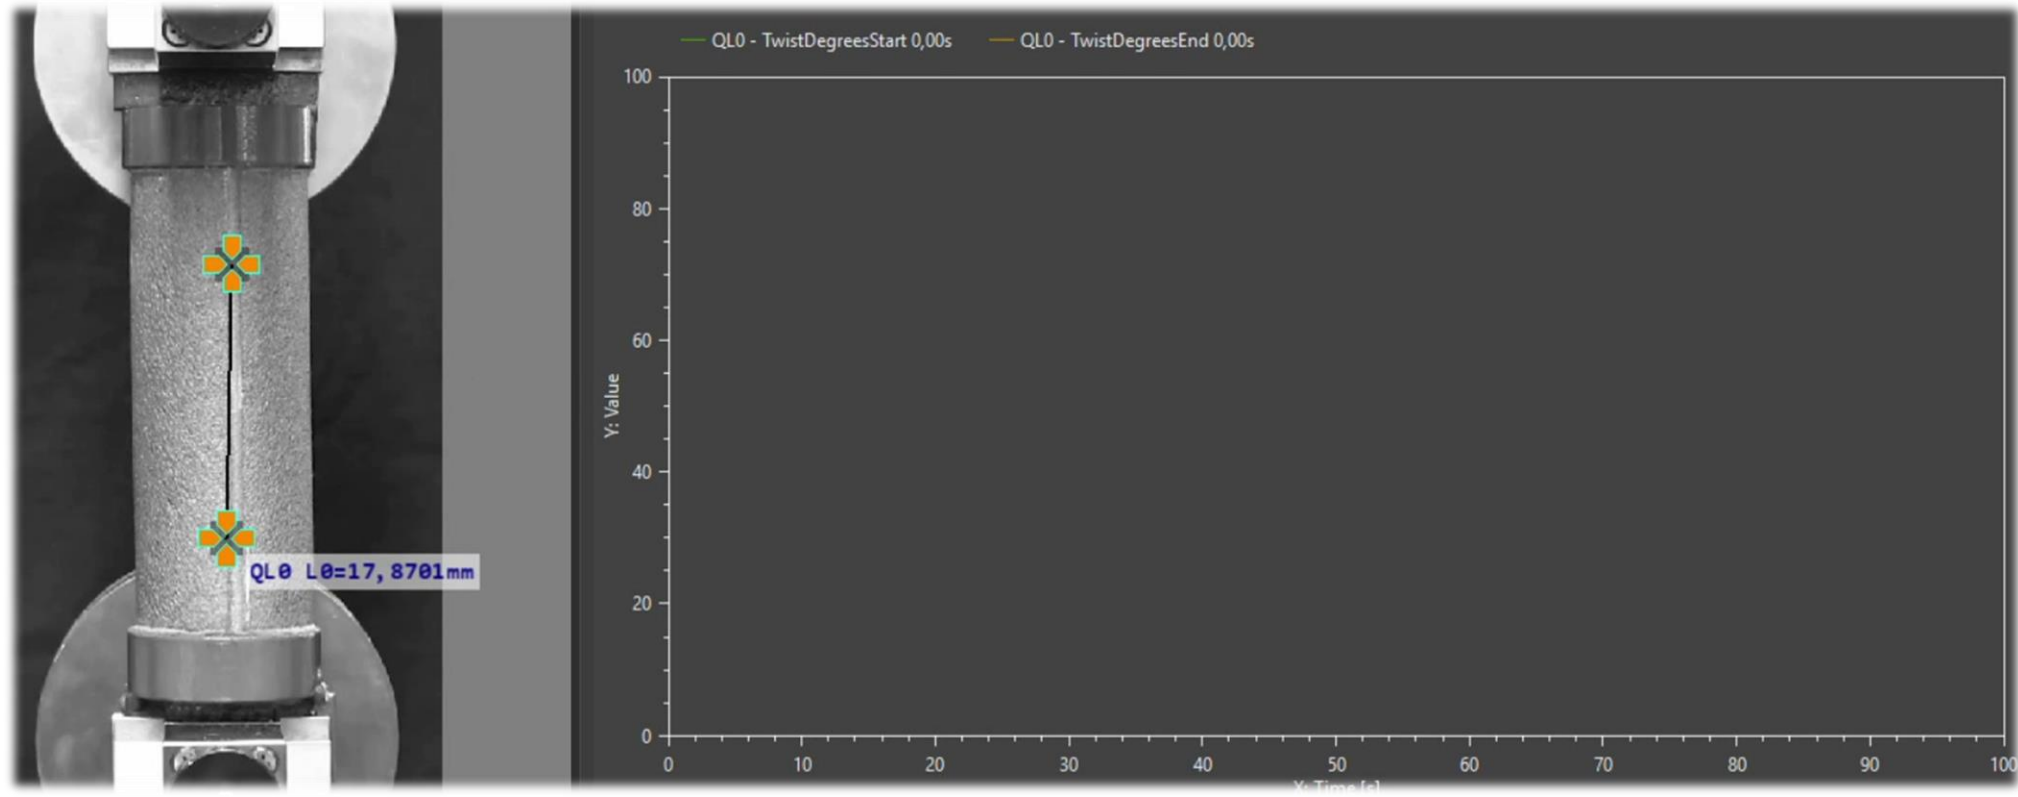 QL0 - TwistDegreesStart 0,00s
QL0 - TwistDegreesEnd 0,00s
100
80
60
40
20
0
Y: Value
0 10 20 30 40 50 60 70 80 90 100
X: Time [s]
QL0 L0=17,8701mm